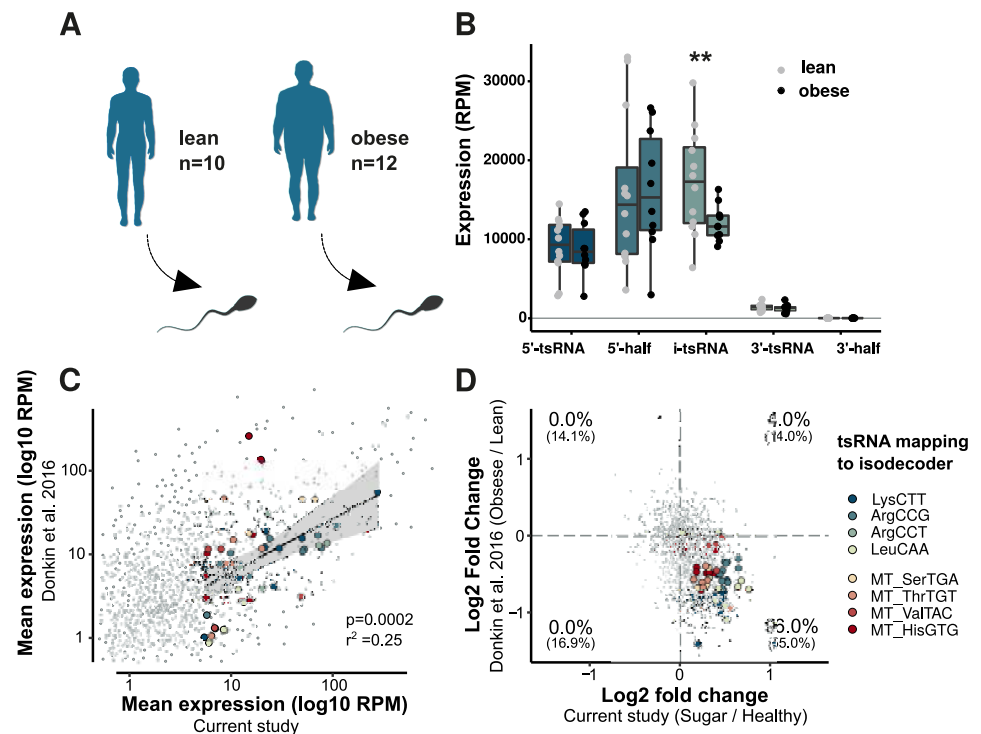 A
lean
n=10
obese
n=12
B
**
lean
obese
Expression (RPM)
30000
20000
10000
0
5'-tsRNA
5'-half
i-tsRNA
3'-tsRNA
3'-half
C
Mean expression (log10 RPM)
Donkin et al. 2016
100
10
1
p=0.0002
r² =0.25
1
10
100
Mean expression (log10 RPM)
Current study
D
Log2 Fold Change
Donkin et al. 2016 (Obsese / Lean)
1
0
−1
0.0%
(14.1%)
0.0%
(16.9%)
−1
0
1
Log2 fold change
Current study (Sugar / Healthy)
tsRNA mapping
to isodecoder
LysCTT
ArgCCG
ArgCCT
LeuCAA
MT_SerTGA
MT_ThrTGT
MT_ValTAC
MT_HisGTG